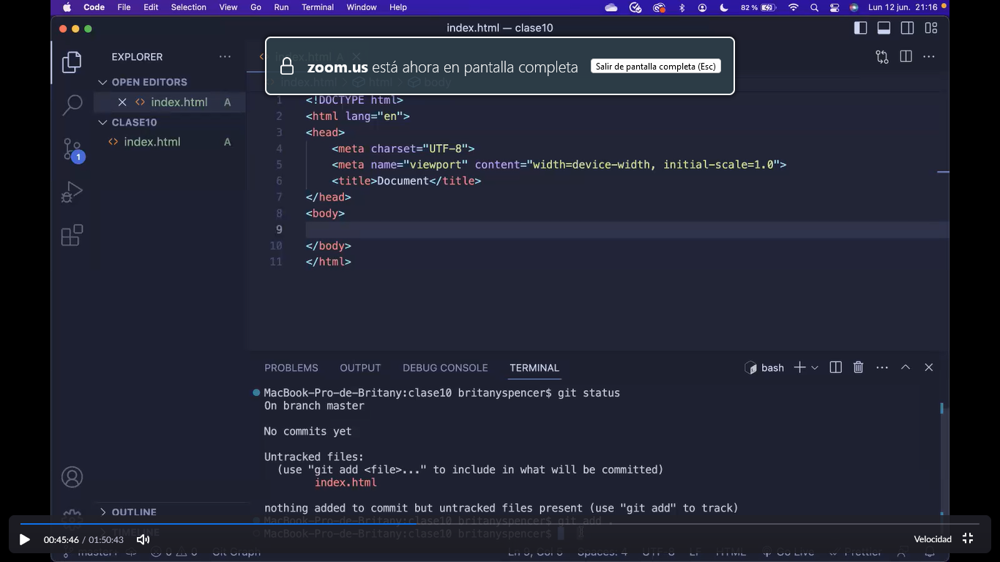 Code File Edit Selection View Go Run Terminal Window Help 82 % Lun 12 jun. 21:16
index.html — clase10
EXPLORER
OPEN EDITORS
index.html A
CLASE10
index.html A
1
OUTLINE
TIMELINE
index.html A
index.html > html > body
zoom.us está ahora en pantalla completa Salir de pantalla completa (Esc)
1 <!DOCTYPE html>
2 <html lang="en">
3 <head>
4 <meta charset="UTF-8">
5 <meta name="viewport" content="width=device-width, initial-scale=1.0">
6 <title>Document</title>
7 </head>
8 <body>
9
10 </body>
11 </html>
PROBLEMS OUTPUT DEBUG CONSOLE TERMINAL bash
MacBook-Pro-de-Britany:clase10 britanyspencer$ git status
On branch master
No commits yet
Untracked files:
(use "git add <file>..." to include in what will be committed)
index.html
nothing added to commit but untracked files present (use "git add" to track)
MacBook-Pro-de-Britany:clase10 britanyspencer$ git add .
MacBook-Pro-de-Britany:clase10 britanyspencer$
00:45:46 / 01:50:43 Velocidad
master+ 0 0 Git Graph Ln 9, Col 5 Spaces: 4 UTF-8 LF HTML Go Live Prettier